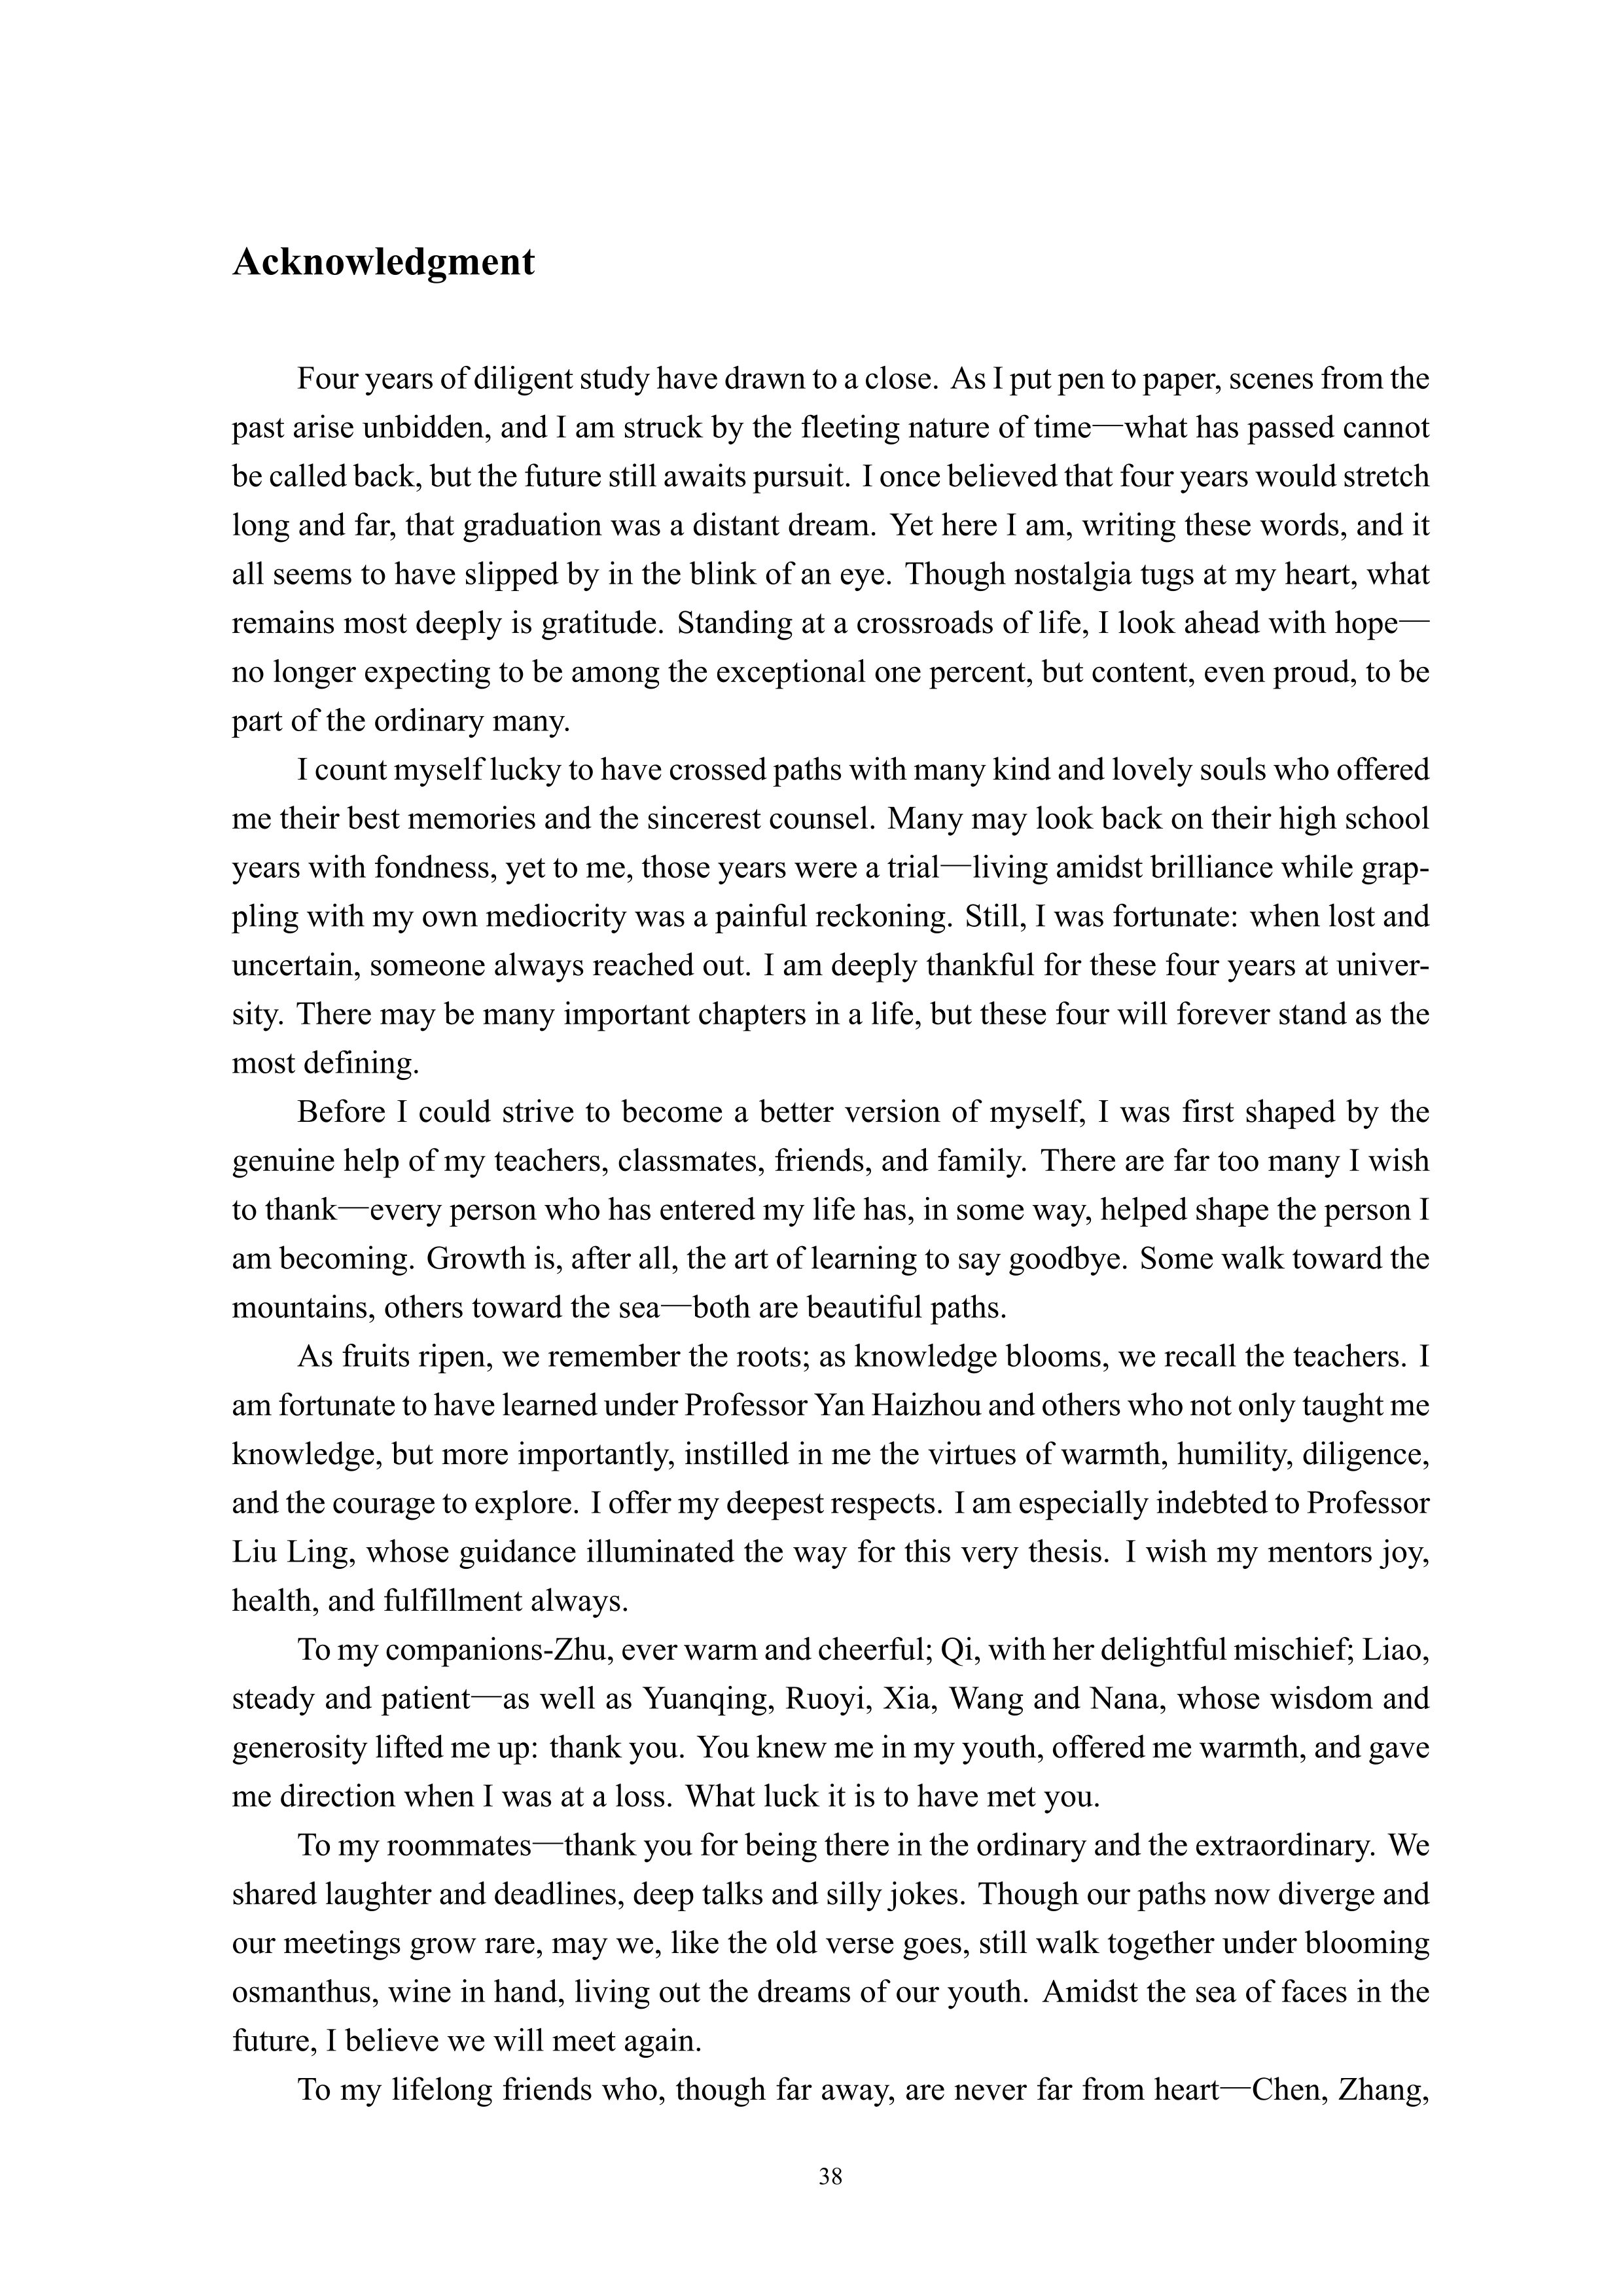 Acknowledgment
Four years of diligent study have drawn to a close. As I put pen to paper, scenes from the
past arise unbidden, and I am struck by the fleeting nature of time—what has passed cannot
be called back, but the future still awaits pursuit. I once believed that four years would stretch
long and far, that graduation was a distant dream. Yet here I am, writing these words, and it
all seems to have slipped by in the blink of an eye. Though nostalgia tugs at my heart, what
remains most deeply is gratitude. Standing at a crossroads of life, I look ahead with hope—
no longer expecting to be among the exceptional one percent, but content, even proud, to be
part of the ordinary many.
I count myself lucky to have crossed paths with many kind and lovely souls who offered
me their best memories and the sincerest counsel. Many may look back on their high school
years with fondness, yet to me, those years were a trial—living amidst brilliance while grap-
pling with my own mediocrity was a painful reckoning. Still, I was fortunate: when lost and
uncertain, someone always reached out. I am deeply thankful for these four years at univer-
sity. There may be many important chapters in a life, but these four will forever stand as the
most defining.
Before I could strive to become a better version of myself, I was first shaped by the
genuine help of my teachers, classmates, friends, and family. There are far too many I wish
to thank—every person who has entered my life has, in some way, helped shape the person I
am becoming. Growth is, after all, the art of learning to say goodbye. Some walk toward the
mountains, others toward the sea—both are beautiful paths.
As fruits ripen, we remember the roots; as knowledge blooms, we recall the teachers. I
am fortunate to have learned under Professor Yan Haizhou and others who not only taught me
knowledge, but more importantly, instilled in me the virtues of warmth, humility, diligence,
and the courage to explore. I offer my deepest respects. I am especially indebted to Professor
Liu Ling, whose guidance illuminated the way for this very thesis. I wish my mentors joy,
health, and fulfillment always.
To my companions-Zhu, ever warm and cheerful; Qi, with her delightful mischief; Liao,
steady and patient—as well as Yuanqing, Ruoyi, Xia, Wang and Nana, whose wisdom and
generosity lifted me up: thank you. You knew me in my youth, offered me warmth, and gave
me direction when I was at a loss. What luck it is to have met you.
To my roommates—thank you for being there in the ordinary and the extraordinary. We
shared laughter and deadlines, deep talks and silly jokes. Though our paths now diverge and
our meetings grow rare, may we, like the old verse goes, still walk together under blooming
osmanthus, wine in hand, living out the dreams of our youth. Amidst the sea of faces in the
future, I believe we will meet again.
To my lifelong friends who, though far away, are never far from heart—Chen, Zhang,
38